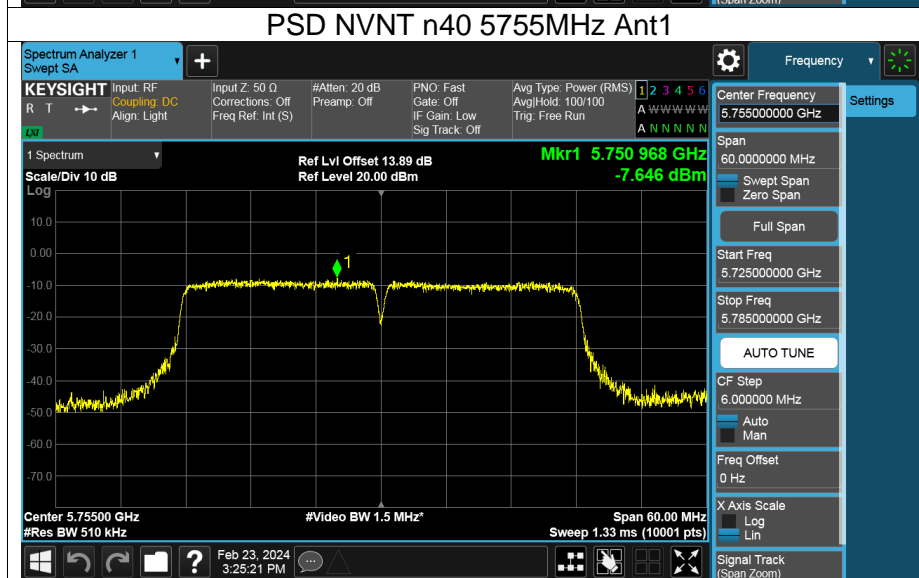 (Span Zoom)
PSD NVNT n40 5755MHz Ant1
Spectrum Analyzer 1
Swept SA
+
Frequency
KEYSIGHT
R T
LXI
Input: RF
Coupling: DC
Align: Light
Input Z: 50 Ω
Corrections: Off
Freq Ref: Int (S)
#Atten: 20 dB
Preamp: Off
PNO: Fast
Gate: Off
IF Gain: Low
Sig Track: Off
Avg Type: Power (RMS)
Avg|Hold: 100/100
Trig: Free Run
1 2 3 4 5 6
A W W W W W
A N N N N N
1 Spectrum
Scale/Div 10 dB
Log
Ref Lvl Offset 13.89 dB
Ref Level 20.00 dBm
Mkr1 5.750 968 GHz
-7.646 dBm
10.0
0.00
-10.0
-20.0
-30.0
-40.0
-50.0
-60.0
-70.0
1
Center 5.75500 GHz
#Res BW 510 kHz
#Video BW 1.5 MHz*
Span 60.00 MHz
Sweep 1.33 ms (10001 pts)
Feb 23, 2024
3:25:21 PM
Center Frequency
5.755000000 GHz
Span
60.0000000 MHz
Swept Span
Zero Span
Full Span
Start Freq
5.725000000 GHz
Stop Freq
5.785000000 GHz
AUTO TUNE
CF Step
6.000000 MHz
Auto
Man
Freq Offset
0 Hz
X Axis Scale
Log
Lin
Signal Track
(Span Zoom)
Settings